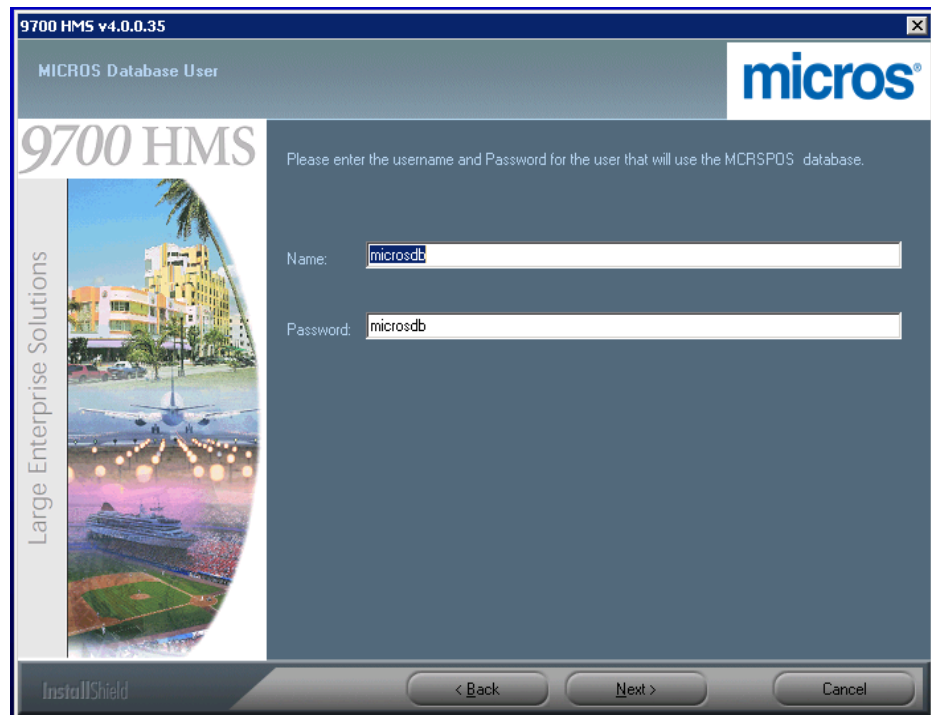 9700 HMS v4.0.0.35
MICROS Database User
micros®
9700 HMS
Large Enterprise Solutions
Please enter the username and Password for the user that will use the MCRSPOS database.
Name:
microsdb
Password:
microsdb
InstallShield
< Back
Next >
Cancel